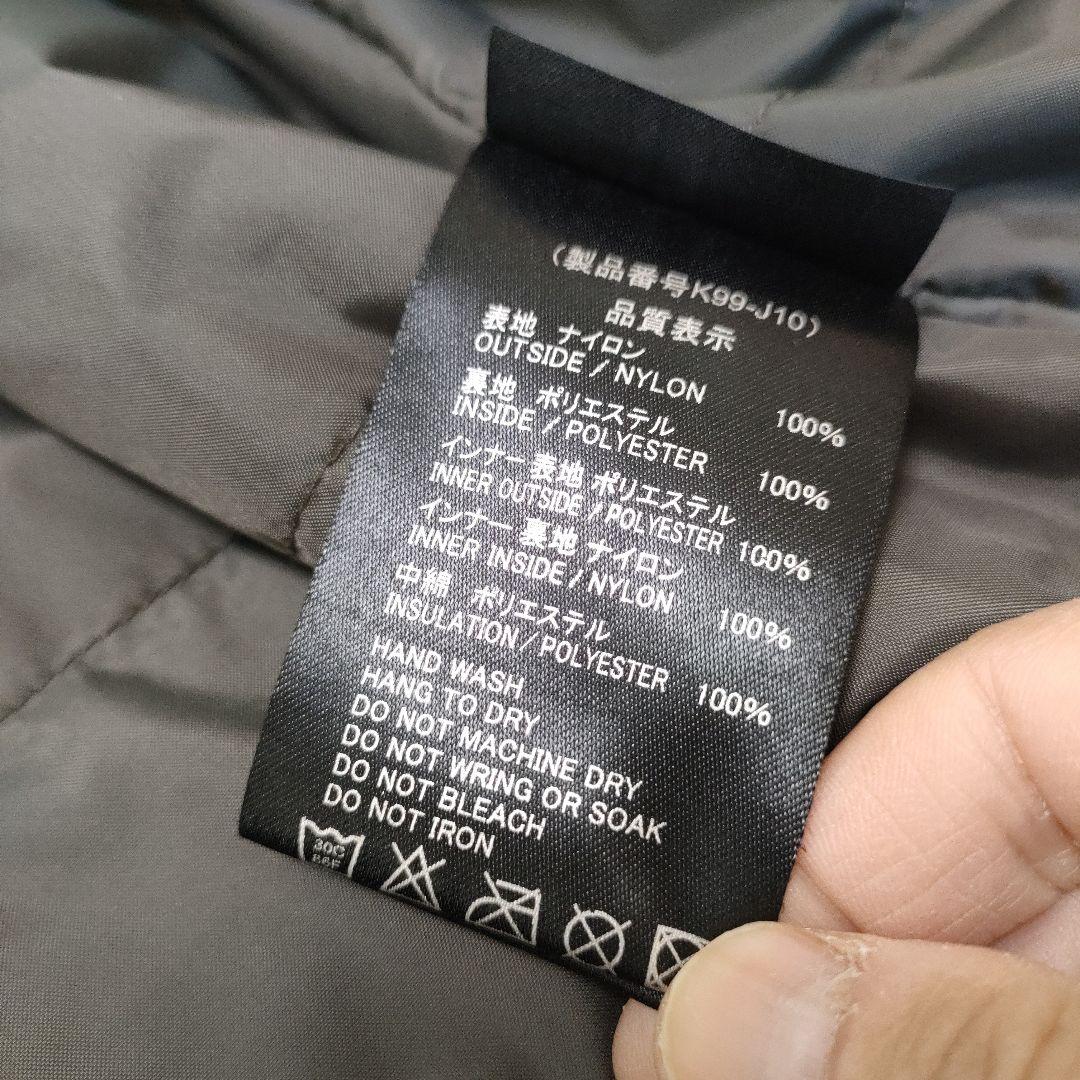 （製品番号K99-J10）
品質表示
表地 ナイロン
OUTSIDE / NYLON 100%
裏地 ポリエステル
INSIDE / POLYESTER 100%
インナー表地 ポリエステル
INNER OUTSIDE / POLYESTER 100%
インナー 裏地 ナイロン
INNER INSIDE / NYLON 100%
中綿 ポリエステル
INSULATION / POLYESTER 100%
HAND WASH
HANG TO DRY
DO NOT MACHINE DRY
DO NOT WRING OR SOAK
DO NOT BLEACH
DO NOT IRON
30C